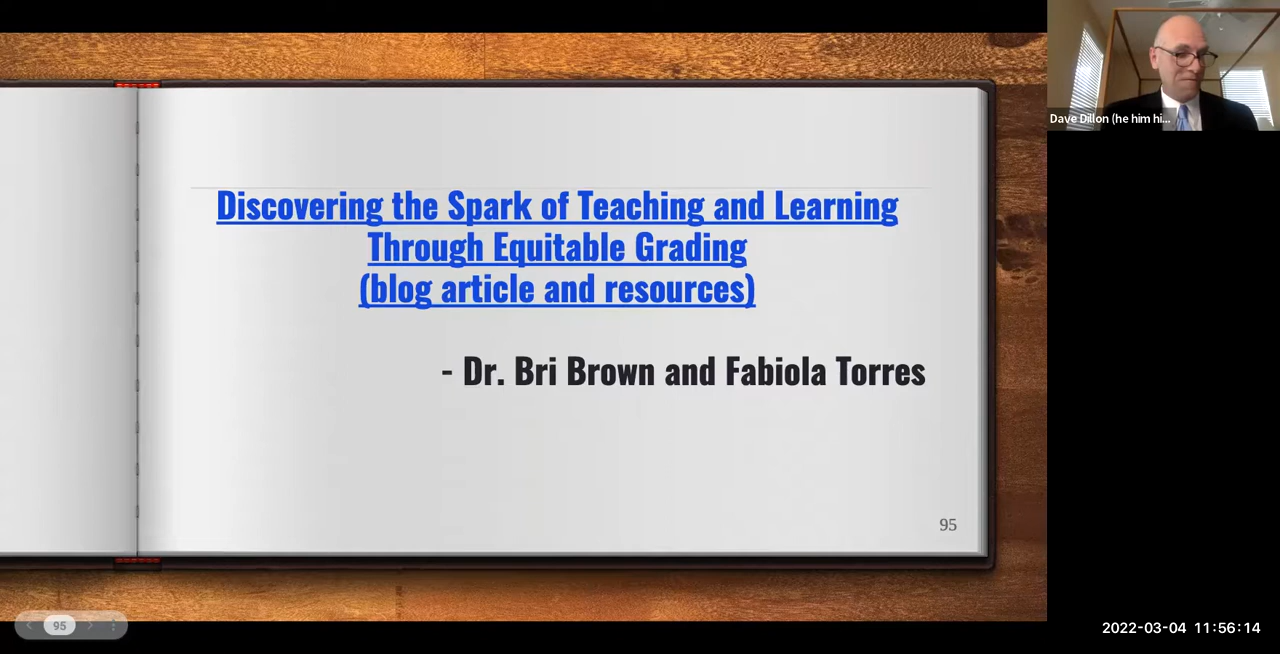 Discovering the Spark of Teaching and Learning
Through Equitable Grading
(blog article and resources)
- Dr. Bri Brown and Fabiola Torres
95
95
Dave Dillon (he him hi...
2022-03-04 11:56:14